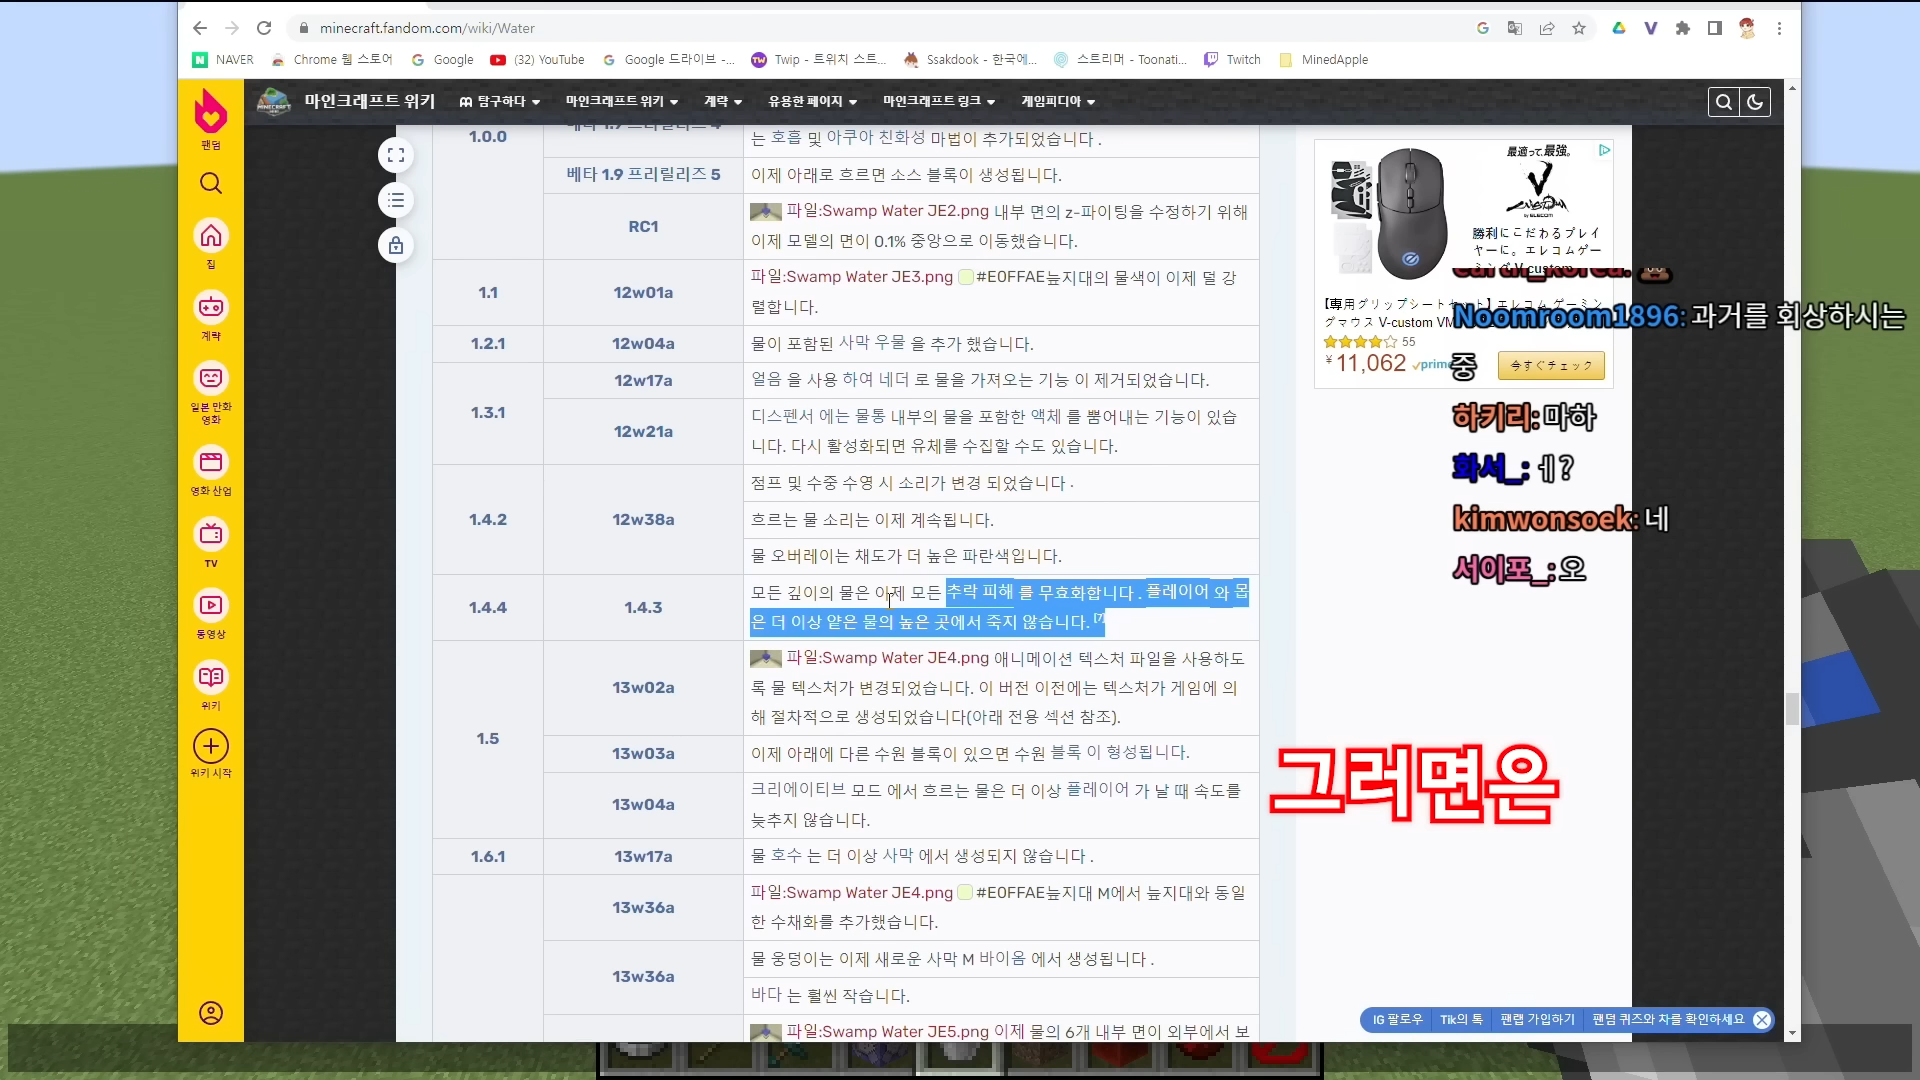 minecraft.fandom.com/wiki/Water
NAVER
Chrome 웹 스토어
Google
(32) YouTube
Google 드라이브 -...
Twip - 트위치 스트...
Ssakdook - 한국에...
스트리머 - Toonati...
Twitch
MinedApple
팬덤
집
계략
일본 만화
영화
영화 산업
TV
동영상
위키
위키 시작
마인크래프트 위키
탐구하다
마인크래프트 위키
계략
유용한 페이지
마인크래프트 링크
게임피디아
1.0.0
는 호흡 및 아쿠아 친화성 마법이 추가되었습니다 .
베타 1.9 프리릴리즈 5
이제 아래로 흐르면 소스 블록이 생성됩니다.
RC1
파일:Swamp Water JE2.png 내부 면의 z-파이팅을 수정하기 위해
이제 모델의 면이 0.1% 중앙으로 이동했습니다.
1.1
12w01a
파일:Swamp Water JE3.png #E0FFAE늪지대의 물색이 이제 덜 강
렬합니다.
1.2.1
12w04a
물이 포함된 사막 우물 을 추가 했습니다.
1.3.1
12w17a
얼음 을 사용 하여 네더 로 물을 가져오는 기능 이 제거되었습니다.
12w21a
디스펜서 에는 물통 내부의 물을 포함한 액체 를 뿜어내는 기능이 있습
니다. 다시 활성화되면 유체를 수집할 수도 있습니다.
1.4.2
12w38a
점프 및 수중 수영 시 소리가 변경 되었습니다 .
흐르는 물 소리는 이제 계속됩니다.
물 오버레이는 채도가 더 높은 파란색입니다.
1.4.4
1.4.3
모든 깊이의 물은 이제 모든 추락 피해 를 무효화합니다 . 플레이어 와 몹
은 더 이상 얕은 물의 높은 곳에서 죽지 않습니다. [7]
1.5
13w02a
파일:Swamp Water JE4.png 애니메이션 텍스처 파일을 사용하도
록 물 텍스처가 변경되었습니다. 이 버전 이전에는 텍스처가 게임에 의
해 절차적으로 생성되었습니다(아래 전용 섹션 참조).
13w03a
이제 아래에 다른 수원 블록이 있으면 수원 블록 이 형성됩니다.
13w04a
크리에이티브 모드 에서 흐르는 물은 더 이상 플레이어 가 날 때 속도를
늦추지 않습니다.
1.6.1
13w17a
물 호수 는 더 이상 사막 에서 생성되지 않습니다 .
13w36a
파일:Swamp Water JE4.png #E0FFAE늪지대 M에서 늪지대와 동일
한 수채화를 추가했습니다.
13w36a
물 웅덩이는 이제 새로운 사막 M 바이옴 에서 생성됩니다 .
바다 는 훨씬 작습니다.
파일:Swamp Water JE5.png 이제 물의 6개 내부 면이 외부에서 보
最適って、最強。
V
CUSTOM
by ELECOM
勝利にこだわるプレイ
ヤーに。エレコムゲー
V custom
【専用グリップシートセット】エレコム ゲーミン
グマウス V-custom VM
55
¥11,062
prime
今すぐチェック
Noomroom1896: 과거를 회상하시는
중
하키리: 마하
화서_: ㅔ?
kimwonsoek: 네
서이포_: 오
그러면은
IG 팔로우
Tik의 톡
팬랩 가입하기
팬덤 퀴즈와 차를 확인하세요